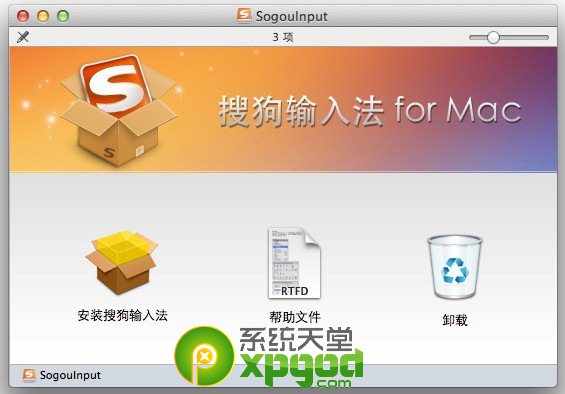 SogouInput
3 项
S
搜狗输入法 for Mac
S
RTFD
安装搜狗输入法
帮助文件
卸载
系统天堂
xpgod
.com
SogouInput